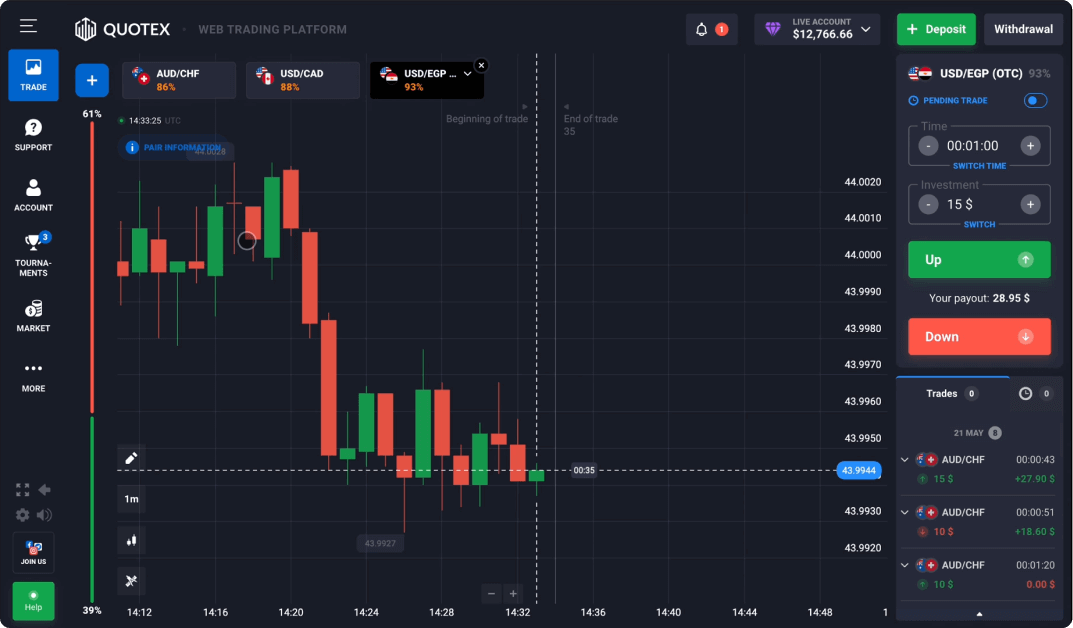 QUOTEX
WEB TRADING PLATFORM
1
LIVE ACCOUNT
$12,766.66
+ Deposit
Withdrawal
TRADE
SUPPORT
ACCOUNT
3
TOURNA-
MENTS
MARKET
MORE
JOIN US
Help
+
AUD/CHF
86%
USD/CAD
88%
USD/EGP ...
93%
61%
39%
14:33:25 UTC
PAIR INFORMATION
44.0028
Beginning of trade
End of trade
35
44.0020
44.0010
44.0000
43.9990
43.9980
43.9970
43.9960
43.9950
43.9944
43.9930
43.9920
00:35
43.9927
1m
− +
14:12 14:16 14:20 14:24 14:28 14:32 14:36 14:40 14:44 14:48 1
USD/EGP (OTC) 93%
PENDING TRADE
Time
- 00:01:00 +
SWITCH TIME
Investment
- 15 $ +
SWITCH
Up
Your payout: 28.95 $
Down
Trades 0
0
21 MAY 8
AUD/CHF 00:00:43
15 $ +27.90 $
AUD/CHF 00:00:51
10 $ +18.60 $
AUD/CHF 00:01:20
10 $ 0.00 $